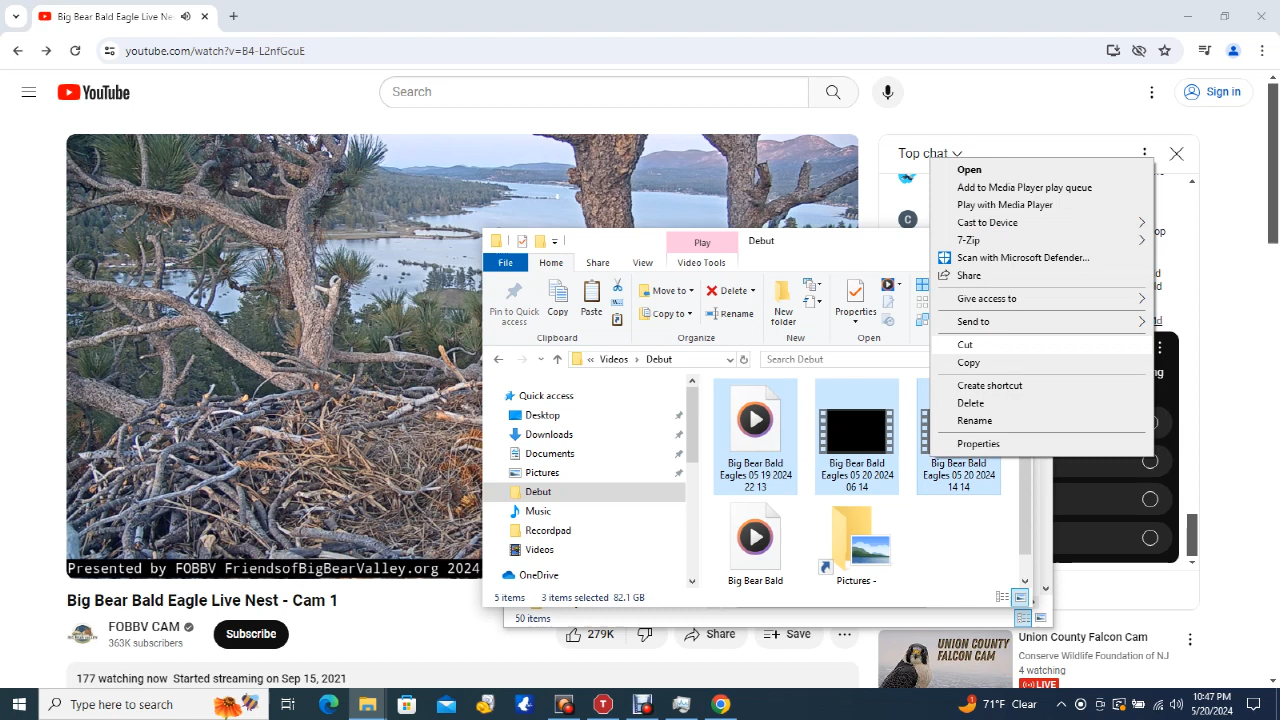 Big Bear Bald Eagle Live Ne
youtube.com/watch?v=B4-L2nfGcuE
YouTube
Search
Sign in
Top chat
C
Presented by FOBBV FriendsofBigBearValley.org 2024
Big Bear Bald Eagle Live Nest - Cam 1
FOBBV CAM
363K subscribers
Subscribe
279K
Share
Save
177 watching now Started streaming on Sep 15, 2021
Union County Falcon Cam
Conserve Wildlife Foundation of NJ
4 watching
LIVE
UNION COUNTY
FALCON CAM
Play
Debut
File
Home
Share
View
Video Tools
Pin to Quick
access
Copy
Paste
Clipboard
Move to
Copy to
Delete
Rename
Organize
New
folder
New
Properties
Open
« Videos › Debut
Search Debut
Quick access
Desktop
Downloads
Documents
Pictures
Debut
Music
Recordpad
Videos
OneDrive
Big Bear Bald
Eagles 05 19 2024
22 13
Big Bear Bald
Eagles 05 20 2024
06 14
Big Bear Bald
Eagles 05 20 2024
14 14
Big Bear Bald
Pictures -
5 items
3 items selected 82.1 GB
50 items
Open
Add to Media Player play queue
Play with Media Player
Cast to Device
7-Zip
Scan with Microsoft Defender...
Share
Give access to
Send to
Cut
Copy
Create shortcut
Delete
Rename
Properties
Type here to search
71°F Clear
10:47 PM
5/20/2024